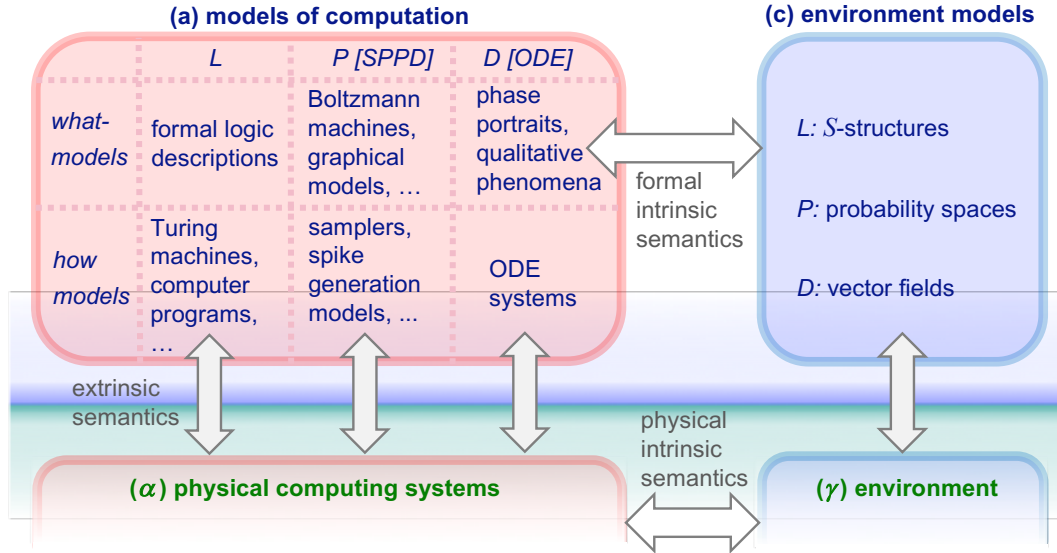 (a) models of computation
(c) environment models
L
P [SPPD]
D [ODE]
what-
models
formal logic
descriptions
Boltzmann
machines,
graphical
models, …
phase
portraits,
qualitative
phenomena
how
models
Turing
machines,
computer
programs,
…
samplers,
spike
generation
models, ...
ODE
systems
formal
intrinsic
semantics
L: S-structures
P: probability spaces
D: vector fields
extrinsic
semantics
physical
intrinsic
semantics
(α) physical computing systems
(γ) environment